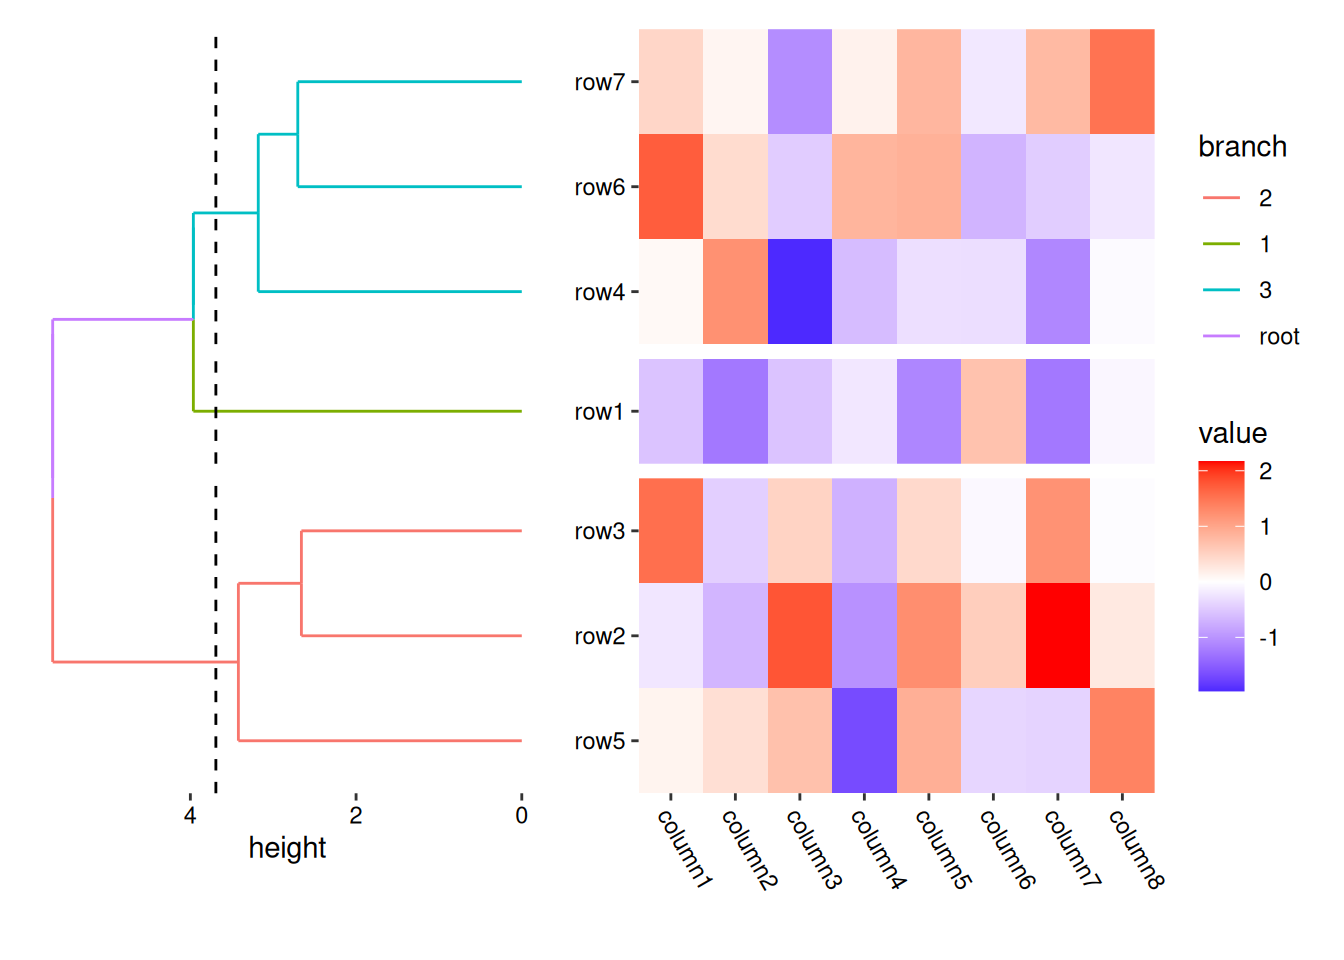 row7
row6
row4
row1
row3
row2
row5
4 2 0
height
column1 column2 column3 column4 column5 column6 column7 column8
branch
2
1
3
root
value
2
1
0
-1